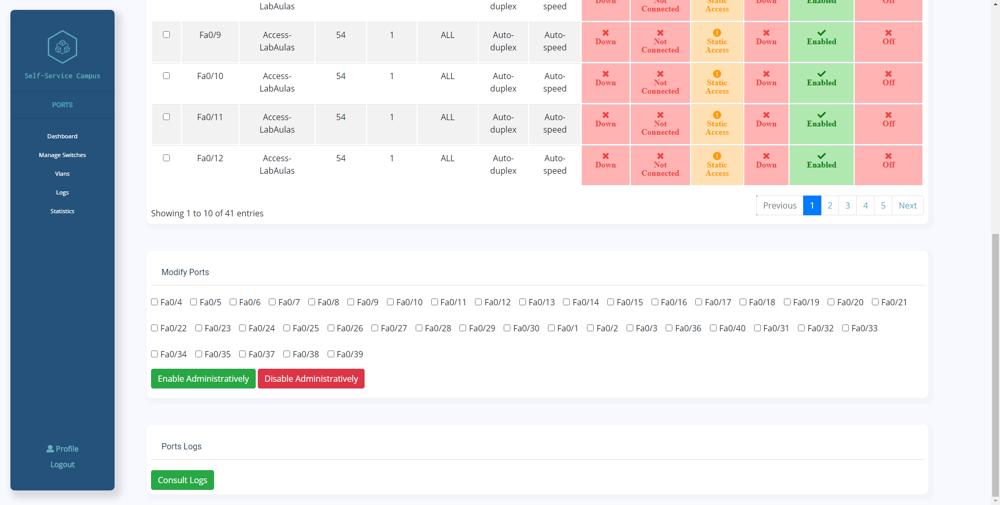 Self-Service Campus
PORTS
Dashboard
Manage Switches
Vlans
Logs
Statistics
Profile
Logout
LabAulas duplex speed Down Not Connected Static Access Down Enabled Off
Fa0/9 Access-LabAulas 54 1 ALL Auto-duplex Auto-speed Down Not Connected Static Access Down Enabled Off
Fa0/10 Access-LabAulas 54 1 ALL Auto-duplex Auto-speed Down Not Connected Static Access Down Enabled Off
Fa0/11 Access-LabAulas 54 1 ALL Auto-duplex Auto-speed Down Not Connected Static Access Down Enabled Off
Fa0/12 Access-LabAulas 54 1 ALL Auto-duplex Auto-speed Down Not Connected Static Access Down Enabled Off
Showing 1 to 10 of 41 entries
Previous 1 2 3 4 5 Next
Modify Ports
Fa0/4 Fa0/5 Fa0/6 Fa0/7 Fa0/8 Fa0/9 Fa0/10 Fa0/11 Fa0/12 Fa0/13 Fa0/14 Fa0/15 Fa0/16 Fa0/17 Fa0/18 Fa0/19 Fa0/20 Fa0/21
Fa0/22 Fa0/23 Fa0/24 Fa0/25 Fa0/26 Fa0/27 Fa0/28 Fa0/29 Fa0/30 Fa0/1 Fa0/2 Fa0/3 Fa0/36 Fa0/40 Fa0/31 Fa0/32 Fa0/33
Fa0/34 Fa0/35 Fa0/37 Fa0/38 Fa0/39
Enable Administratively Disable Administratively
Ports Logs
Consult Logs